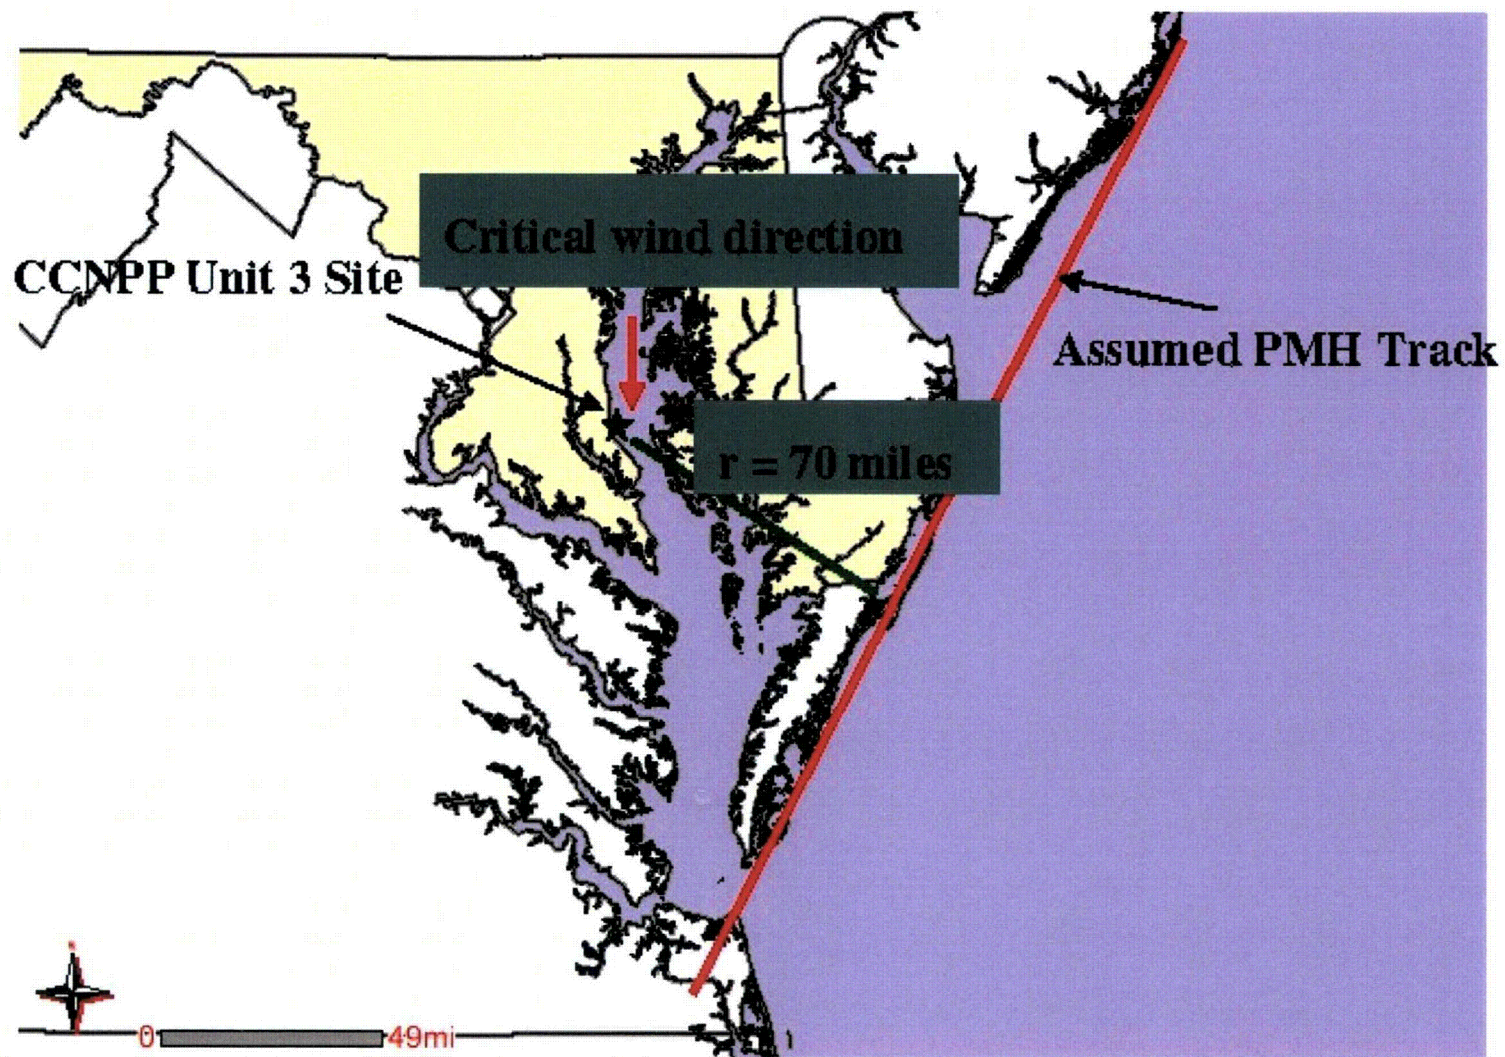 Critical wind direction
CCNPP Unit 3 Site
Assumed PMH Track
r = 70 miles
0 49mi